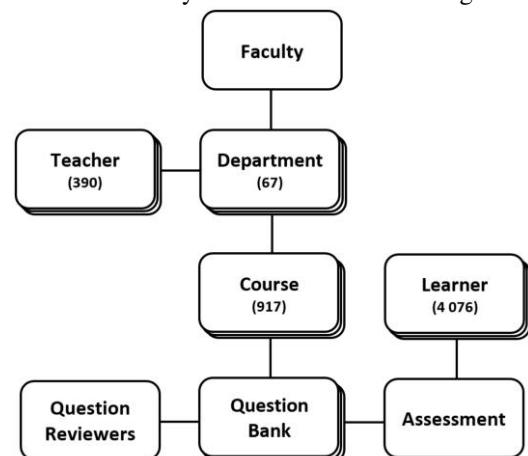 Faculty
Teacher
(390)
Department
(67)
Course
(917)
Learner
(4 076)
Question
Reviewers
Question
Bank
Assessment